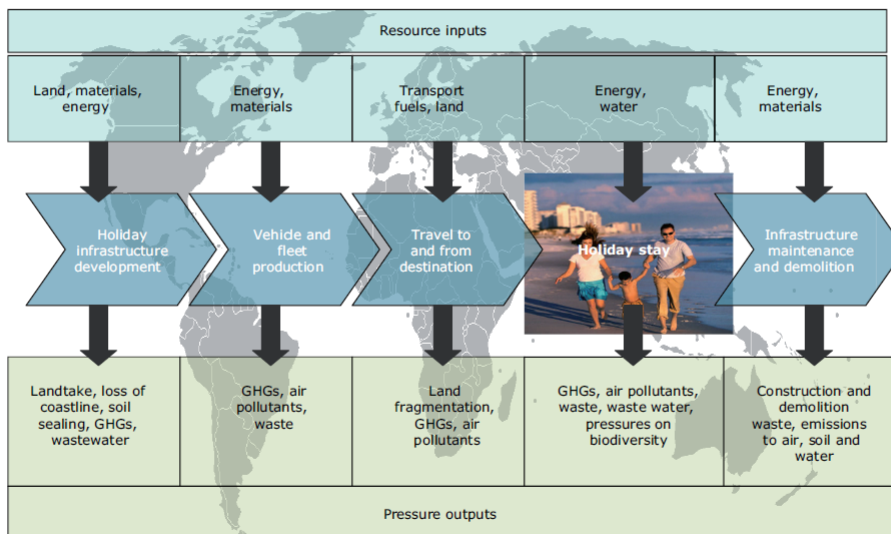 Resource inputs
Land, materials,
energy
Energy,
materials
Transport
fuels, land
Energy,
water
Energy,
materials
Holiday
infrastructure
development
Vehicle and
fleet
production
Travel to
and from
destination
Holiday stay
Infrastructure
maintenance
and demolition
Landtake, loss of
coastline, soil
sealing, GHGs,
wastewater
GHGs, air
pollutants,
waste
Land
fragmentation,
GHGs, air
pollutants
GHGs, air pollutants,
waste, waste water,
pressures on
biodiversity
Construction and
demolition
waste, emissions
to air, soil and
water
Pressure outputs